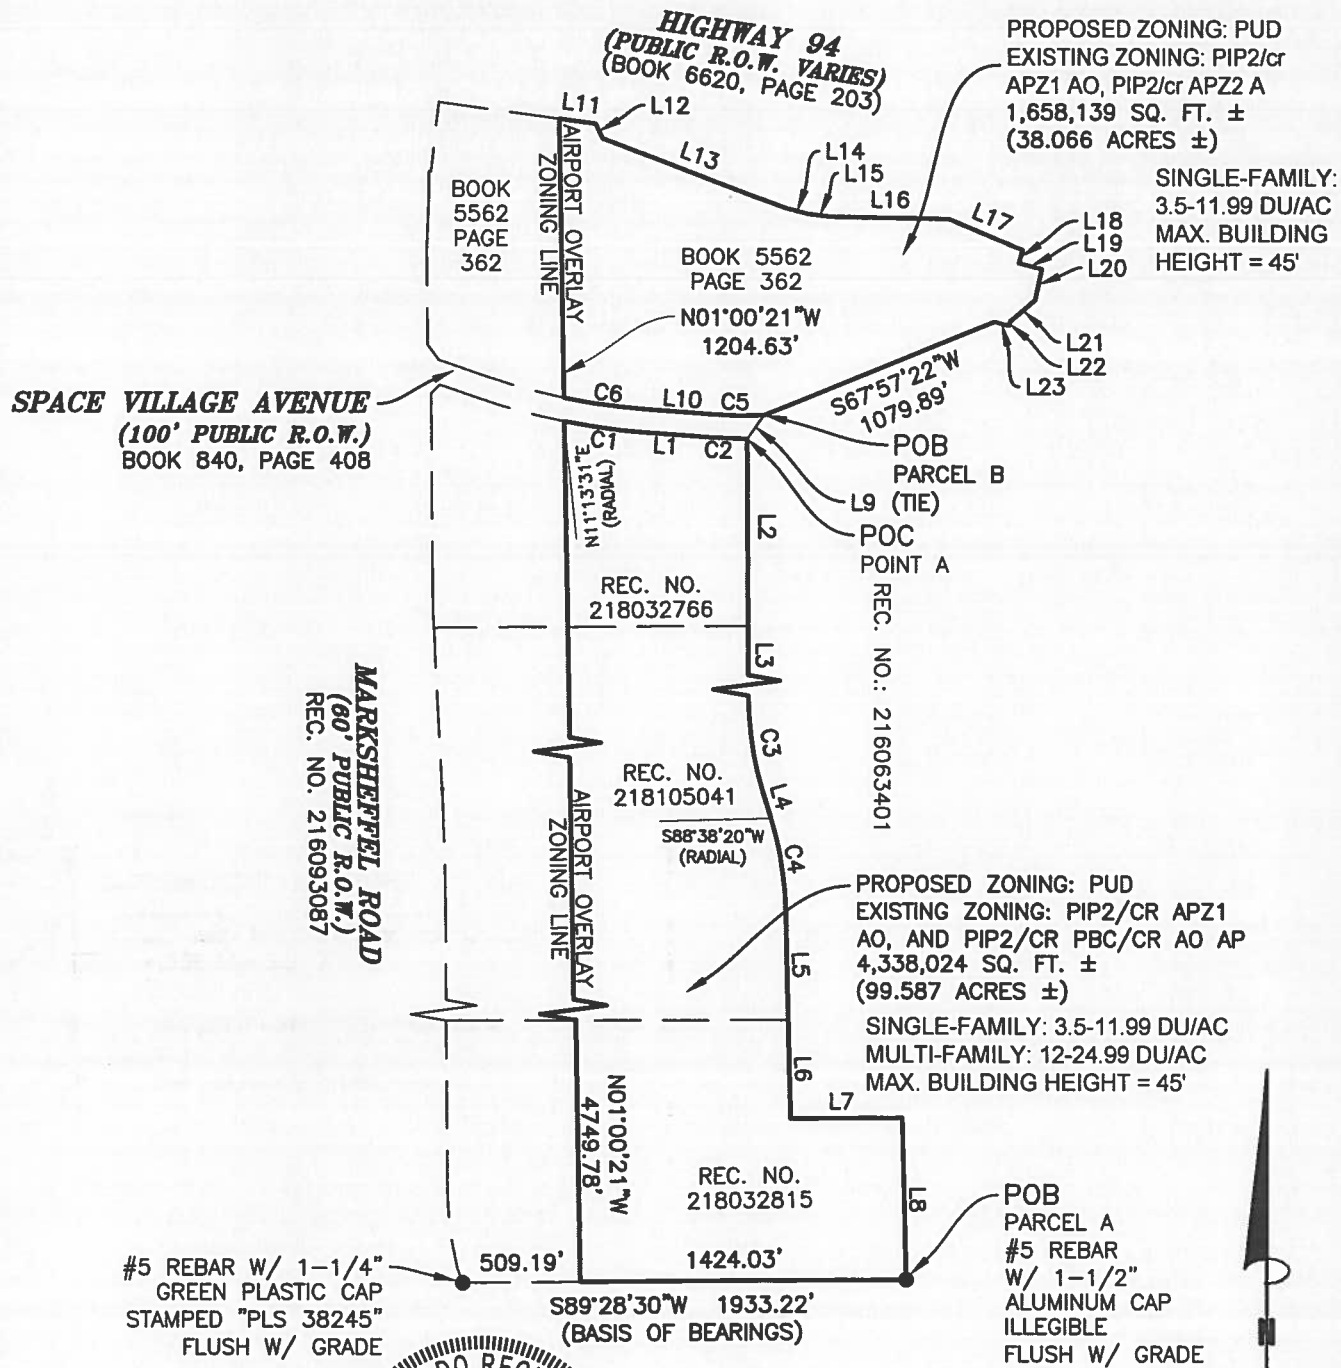 HIGHWAY 94
(PUBLIC R.O.W. VARIES)
(BOOK 6620, PAGE 203)
PROPOSED ZONING: PUD
EXISTING ZONING: PIP2/cr
APZ1 AO, PIP2/cr APZ2 A
1,658,139 SQ. FT. ±
(38.066 ACRES ±)
SINGLE-FAMILY:
3.5-11.99 DU/AC
MAX. BUILDING
HEIGHT = 45'
L11
L12
L13
L14
L15
L16
L17
L18
L19
L20
L21
L22
L23
BOOK
5562
PAGE
362
AIRPORT OVERLAY
ZONING LINE
BOOK 5562
PAGE 362
N01°00'21"W
1204.63'
S67°57'22"W
1079.89'
SPACE VILLAGE AVENUE
(100' PUBLIC R.O.W.)
BOOK 840, PAGE 408
C6
L10
C5
C1
L1
C2
N11°13'31"E
(RADIAL)
POB
PARCEL B
L9 (TIE)
POC
POINT A
L2
REC. NO.
218032766
L3
REC. NO.: 216063401
MARKSHEFFEL ROAD
(60' PUBLIC R.O.W.)
REC. NO. 216093087
C3
REC. NO.
218105041
L4
S88°38'20"W
(RADIAL)
C4
AIRPORT OVERLAY
ZONING LINE
PROPOSED ZONING: PUD
EXISTING ZONING: PIP2/CR APZ1
AO, AND PIP2/CR PBC/CR AO AP
4,338,024 SQ. FT. ±
(99.587 ACRES ±)
SINGLE-FAMILY: 3.5-11.99 DU/AC
MULTI-FAMILY: 12-24.99 DU/AC
MAX. BUILDING HEIGHT = 45'
L5
L6
L7
L8
N01°00'21"W
4749.78'
REC. NO.
218032815
POB
PARCEL A
#5 REBAR
W/ 1-1/2"
ALUMINUM CAP
ILLEGIBLE
FLUSH W/ GRADE
#5 REBAR W/ 1-1/4"
GREEN PLASTIC CAP
STAMPED "PLS 38245"
FLUSH W/ GRADE
509.19'
1424.03'
S89°28'30"W 1933.22'
(BASIS OF BEARINGS)
N